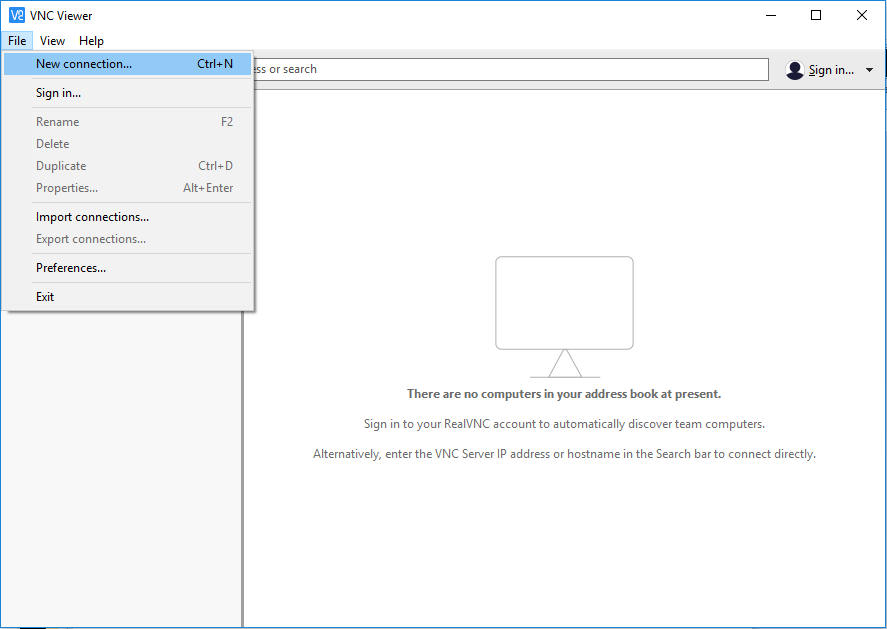 VNC Viewer
File View Help
New connection... Ctrl+N
or search
Sign in...
Sign in...
Rename F2
Delete
Duplicate Ctrl+D
Properties... Alt+Enter
Import connections...
Export connections...
Preferences...
Exit
There are no computers in your address book at present.
Sign in to your RealVNC account to automatically discover team computers.
Alternatively, enter the VNC Server IP address or hostname in the Search bar to connect directly.